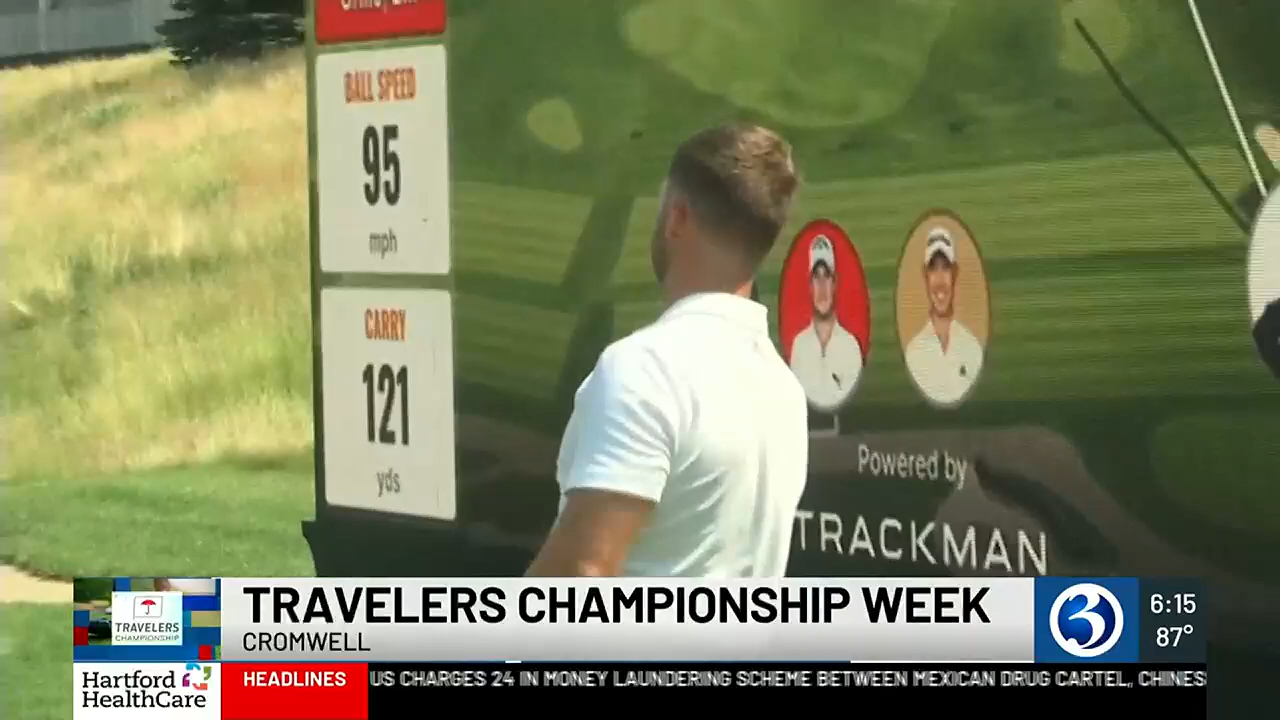 BALL SPEED
95
mph
CARRY
121
yds
Powered by
TRACKMAN
TRAVELERS CHAMPIONSHIP WEEK
CROMWELL
TRAVELERS
CHAMPIONSHIP
3
6:15
87°
Hartford
HealthCare
HEADLINES
US CHARGES 24 IN MONEY LAUNDERING SCHEME BETWEEN MEXICAN DRUG CARTEL, CHINES